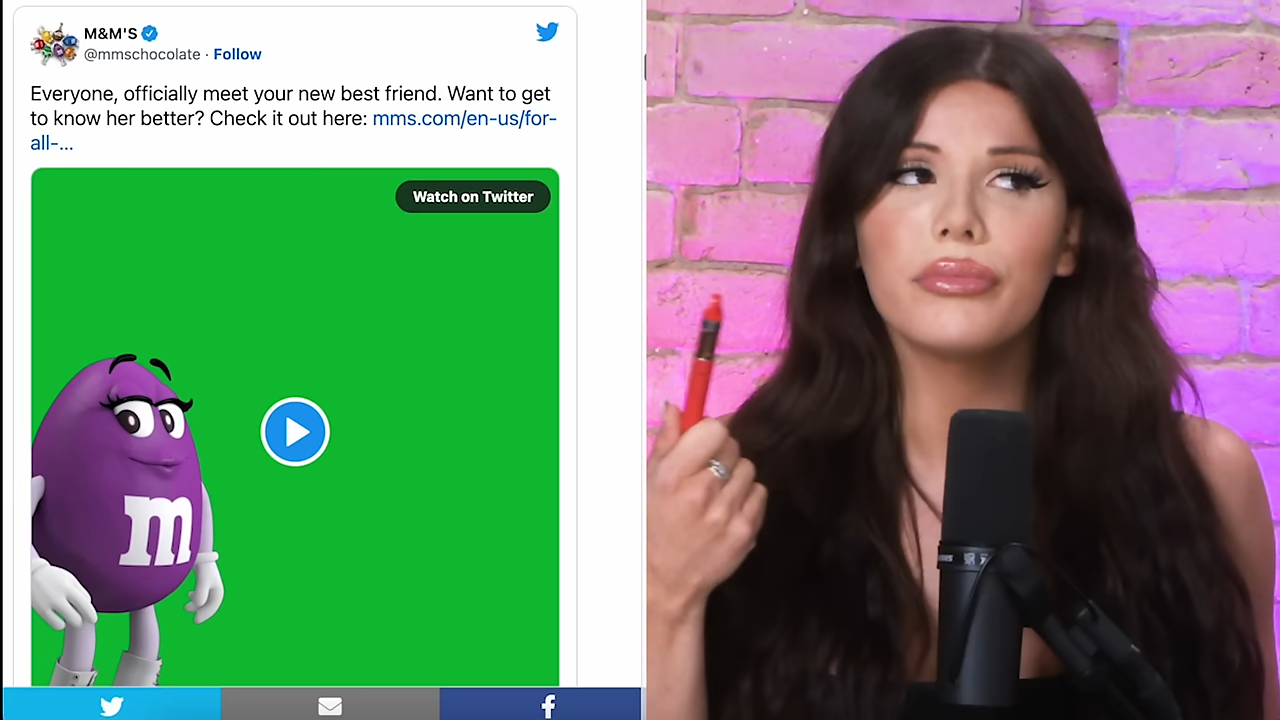 M&M'S
@mmschocolate · Follow
Everyone, officially meet your new best friend. Want to get
to know her better? Check it out here: mms.com/en-us/for-
all-...
Watch on Twitter
m